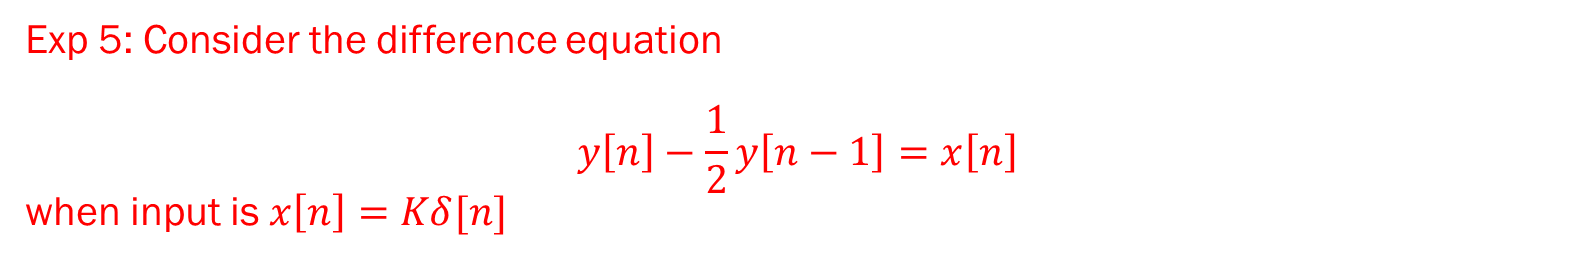 Exp 5: Consider the difference equation
y[n] − 1/2 y[n − 1] = x[n]
when input is x[n] = Kδ[n]